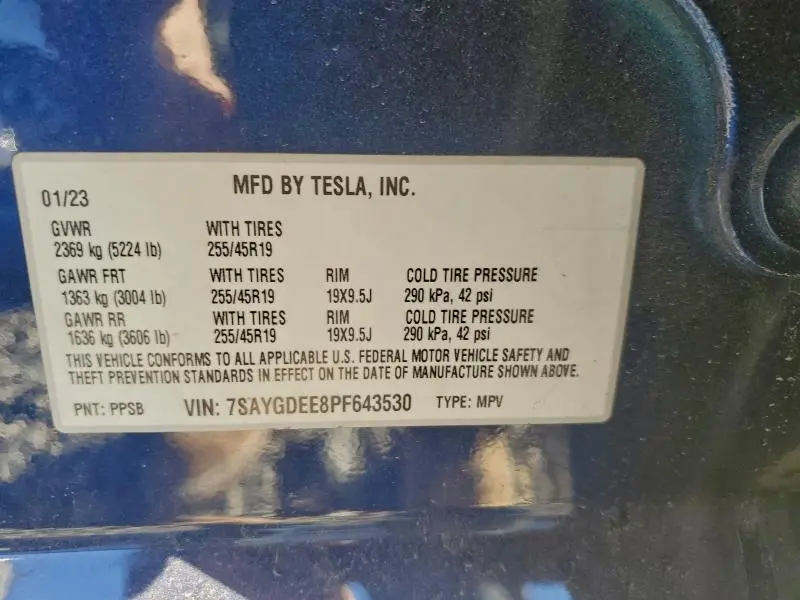 01/23 MFD BY TESLA, INC.
GVWR WITH TIRES
2369 kg (5224 lb) 255/45R19
GAWR FRT WITH TIRES RIM COLD TIRE PRESSURE
1363 kg (3004 lb) 255/45R19 19X9.5J 290 kPa, 42 psi
GAWR RR WITH TIRES RIM COLD TIRE PRESSURE
1636 kg (3606 lb) 255/45R19 19X9.5J 290 kPa, 42 psi
THIS VEHICLE CONFORMS TO ALL APPLICABLE U.S. FEDERAL MOTOR VEHICLE SAFETY AND
THEFT PREVENTION STANDARDS IN EFFECT ON THE DATE OF MANUFACTURE SHOWN ABOVE.
PNT: PPSB VIN: 7SAYGDEE8PF643530 TYPE: MPV